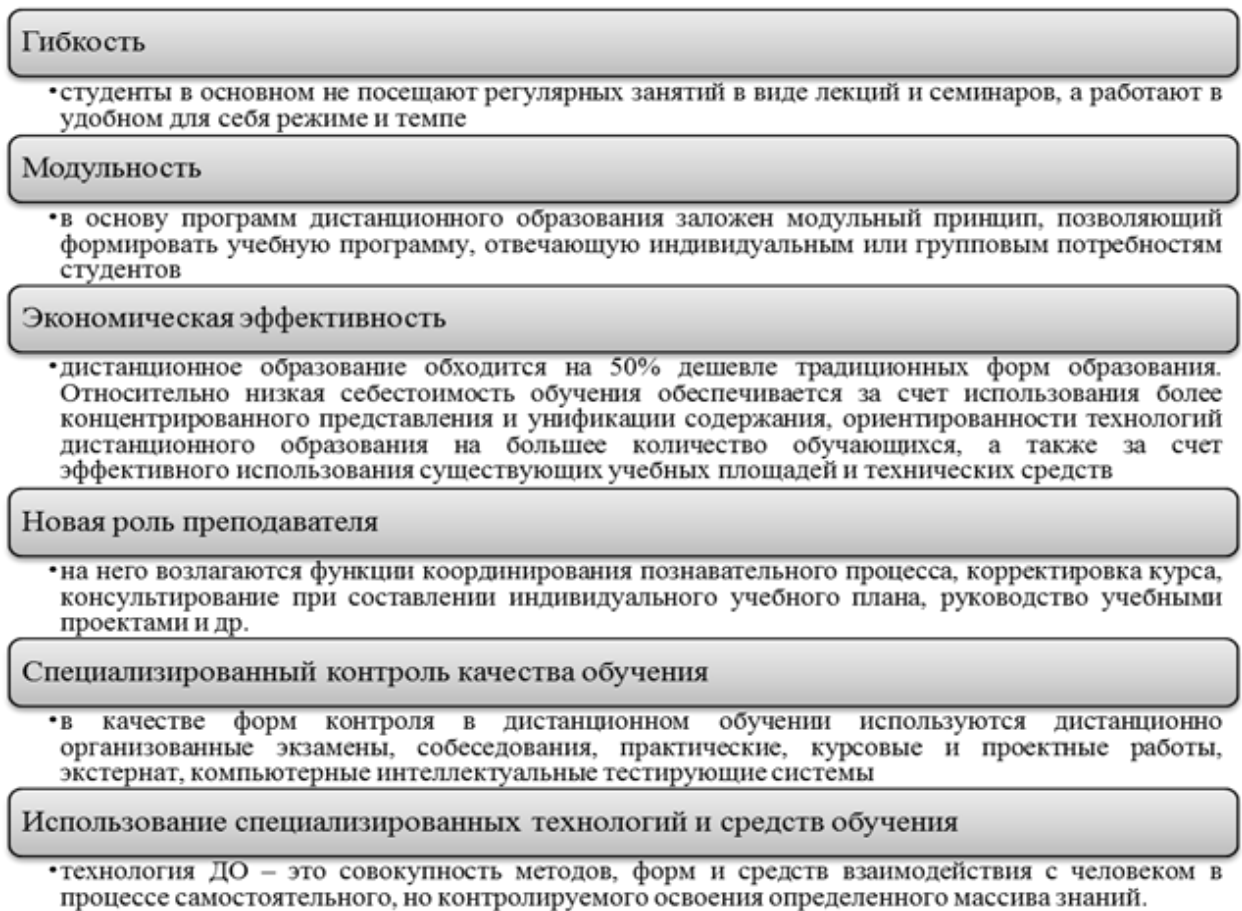 Гибкость
•студенты в основном не посещают регулярных занятий в виде лекций и семинаров, а работают в
удобном для себя режиме и темпе
Модульность
•в основу программ дистанционного образования заложен модульный принцип, позволяющий
формировать учебную программу, отвечающую индивидуальным или групповым потребностям
студентов
Экономическая эффективность
•дистанционное образование обходится на 50% дешевле традиционных форм образования.
Относительно низкая себестоимость обучения обеспечивается за счет использования более
концентрированного представления и унификации содержания, ориентированности технологий
дистанционного образования на большее количество обучающихся, а также за счет
эффективного использования существующих учебных площадей и технических средств
Новая роль преподавателя
•на него возлагаются функции координирования познавательного процесса, корректировка курса,
консультирование при составлении индивидуального учебного плана, руководство учебными
проектами и др.
Специализированный контроль качества обучения
•в качестве форм контроля в дистанционном обучении используются дистанционно
организованные экзамены, собеседования, практические, курсовые и проектные работы,
экстернат, компьютерные интеллектуальные тестирующие системы
Использование специализированных технологий и средств обучения
•технология ДО – это совокупность методов, форм и средств взаимодействия с человеком в
процессе самостоятельного, но контролируемого освоения определенного массива знаний.